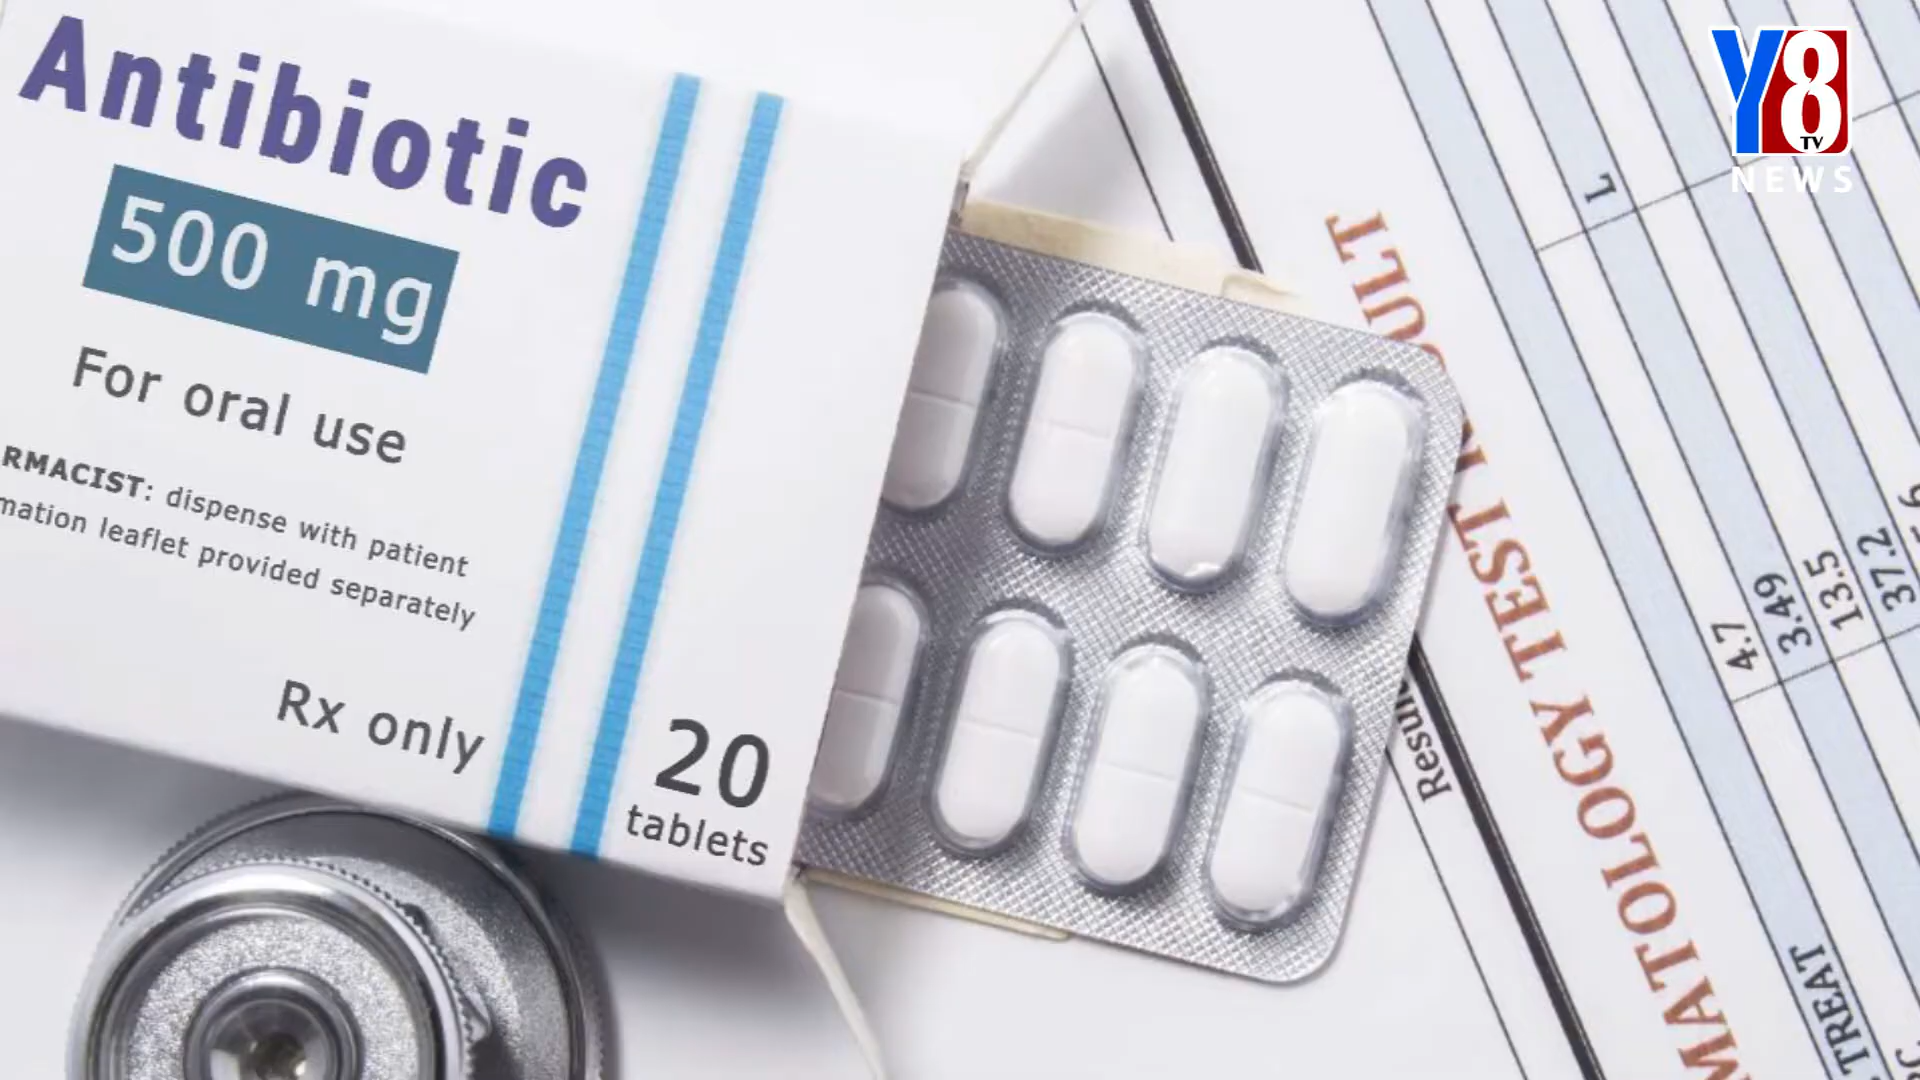 Antibiotic
500 mg
For oral use
RMACIST: dispense with patient
mation leaflet provided separately
Rx only
20
tablets
Y8
TV
NEWS
L
4.7
3.49
13.5
37.2
ULT
MATOLOGY TEST
TREAT